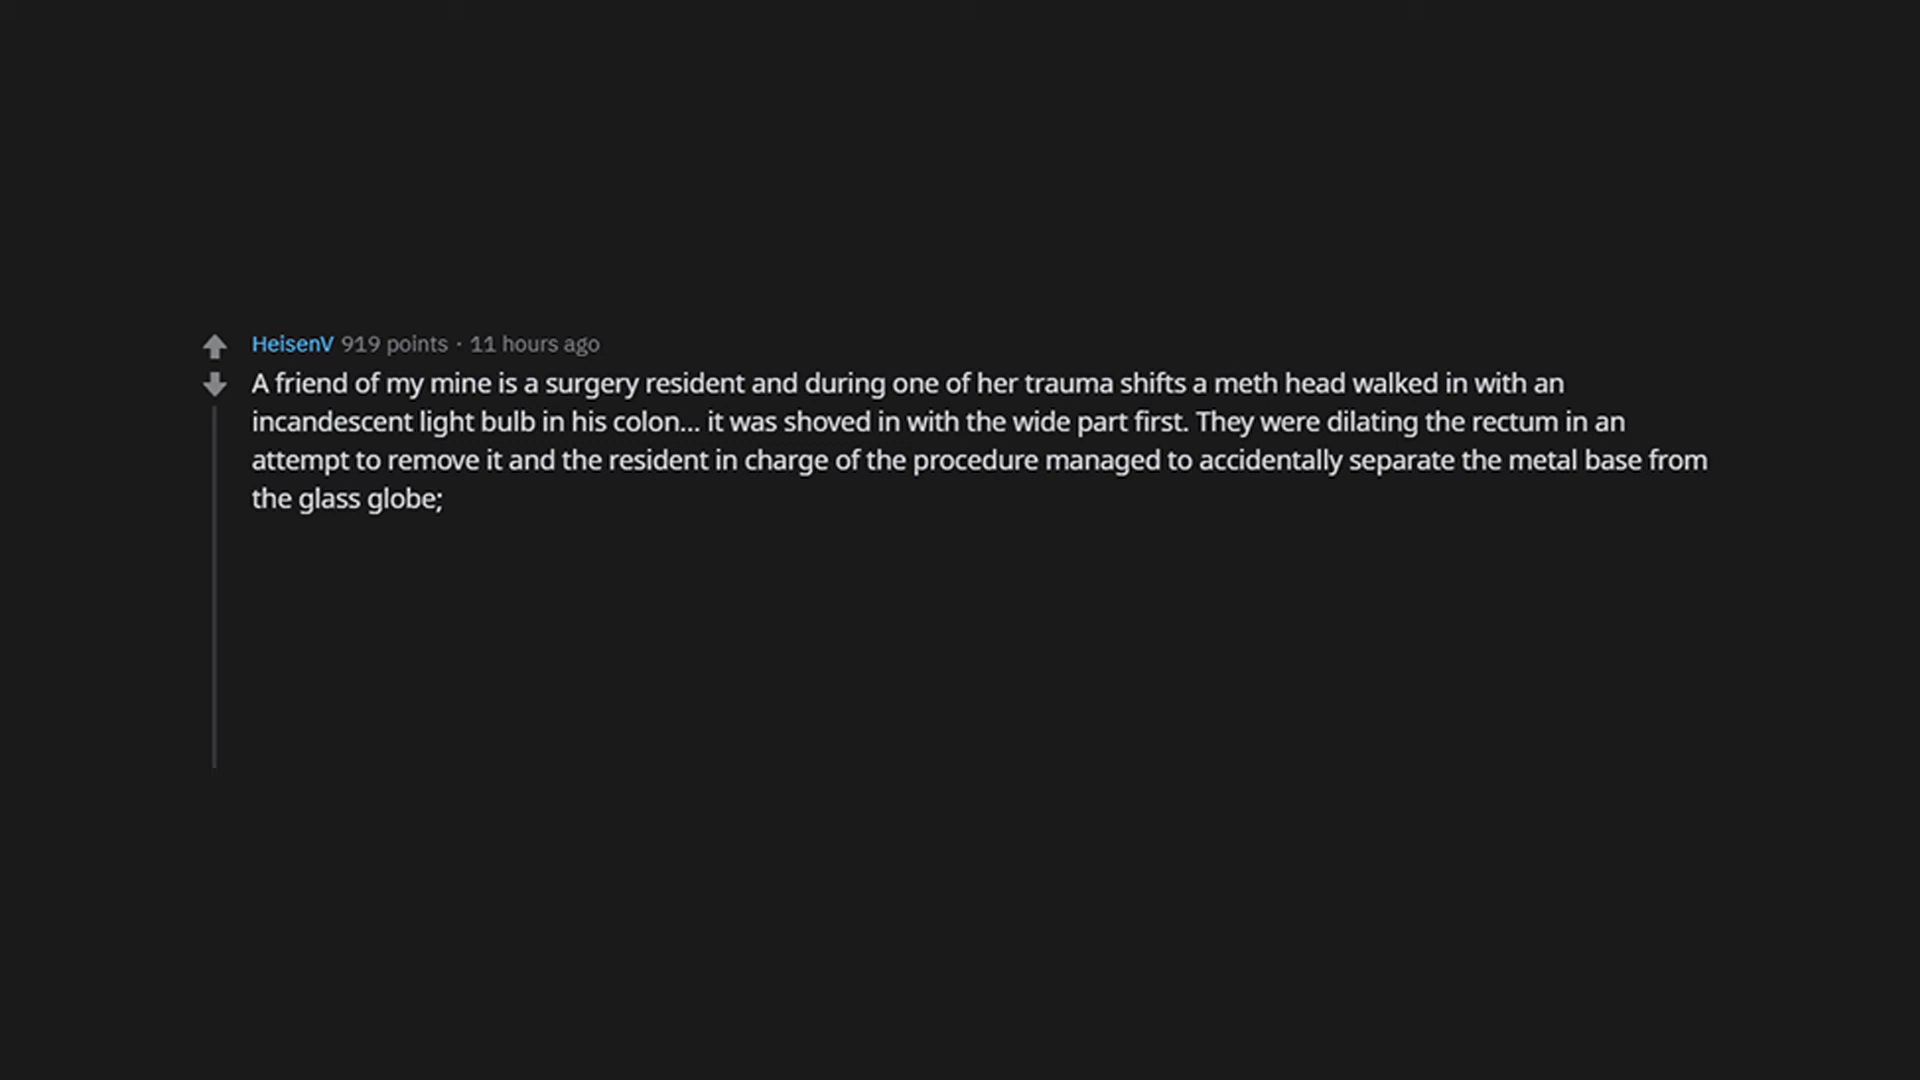 HeisenV 919 points · 11 hours ago
A friend of my mine is a surgery resident and during one of her trauma shifts a meth head walked in with an
incandescent light bulb in his colon... it was shoved in with the wide part first. They were dilating the rectum in an
attempt to remove it and the resident in charge of the procedure managed to accidentally separate the metal base from
the glass globe;